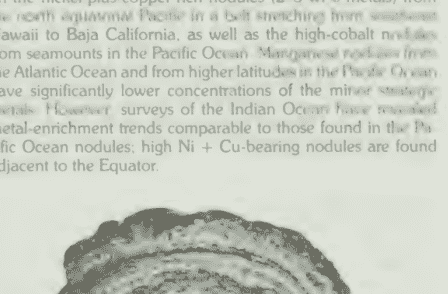 the north equatorial Pacific in a belt stretching from southeast
awaii to Baja California, as well as the high-cobalt nodules
om seamounts in the Pacific Ocean. Manganese nodules from
e Atlantic Ocean and from higher latitudes in the Pacific Ocean
ave significantly lower concentrations of the minor strategic
etals. However, surveys of the Indian Ocean have revealed
etal-enrichment trends comparable to those found in the Pa-
ific Ocean nodules; high Ni + Cu-bearing nodules are found
djacent to the Equator.